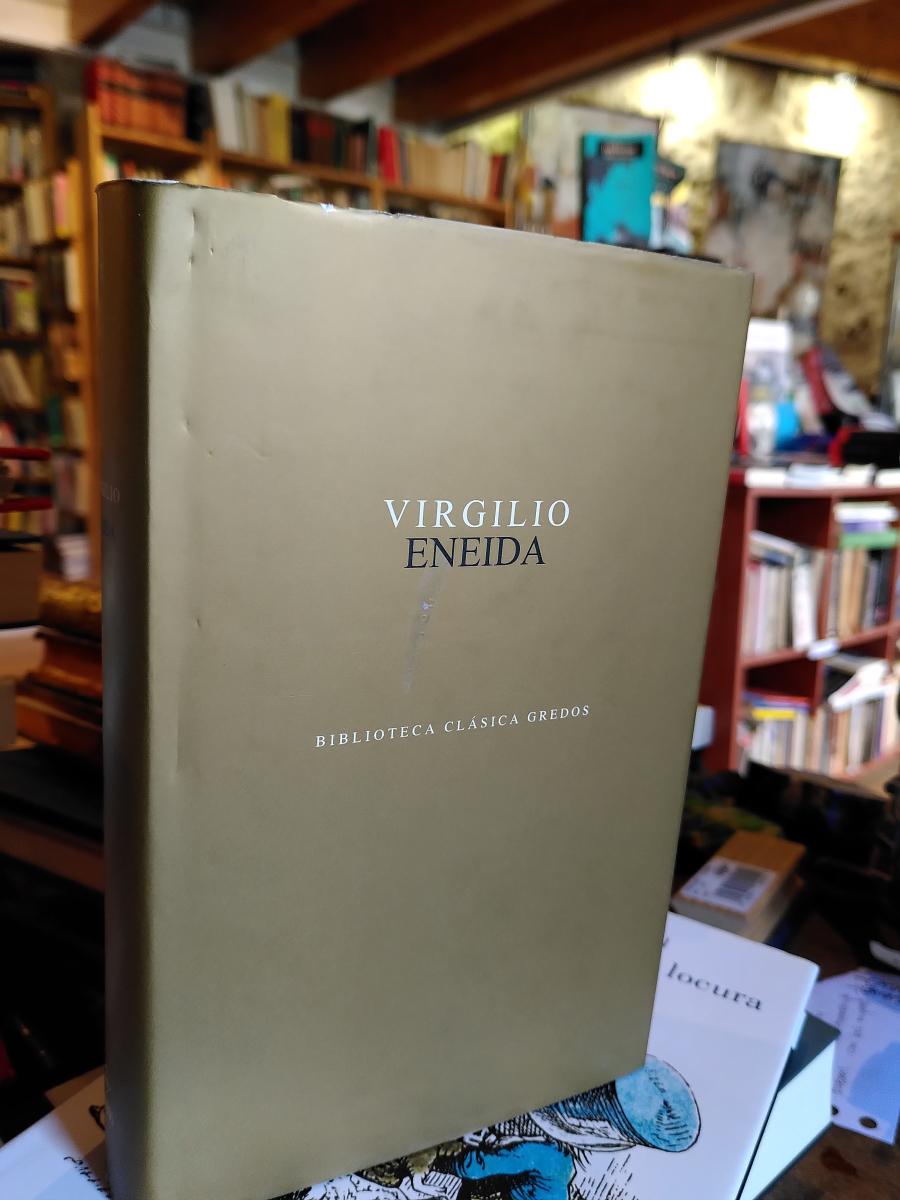 VIRGILIO
ENEIDA
BIBLIOTECA CLÁSICA GREDOS
locura